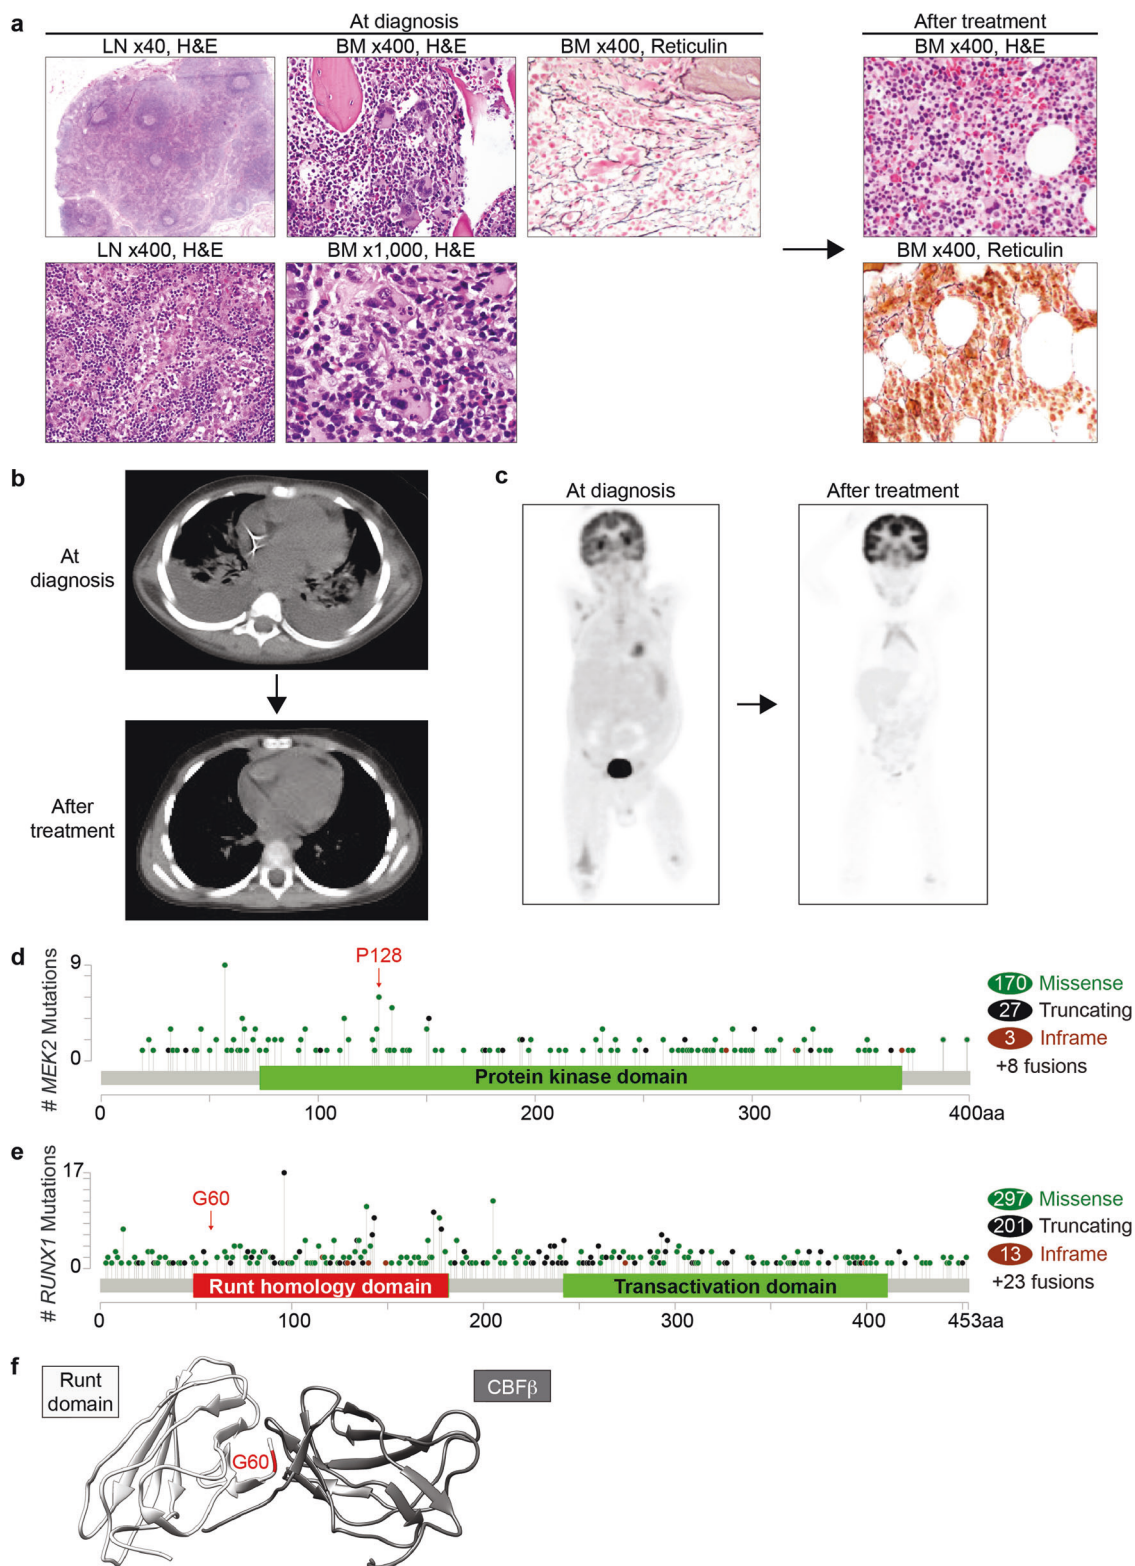 a
At diagnosis
After treatment
LN x40, H&E
BM x400, H&E
BM x400, Reticulin
BM x400, H&E
LN x400, H&E
BM x1,000, H&E
BM x400, Reticulin
b
At
diagnosis
After
treatment
c
At diagnosis
After treatment
d
# MEK2 Mutations
9
0
P128
Protein kinase domain
0
100
200
300
400aa
170 Missense
27 Truncating
3 Inframe
+8 fusions
e
# RUNX1 Mutations
17
0
G60
Runt homology domain
Transactivation domain
0
100
200
300
400
453aa
297 Missense
201 Truncating
13 Inframe
+23 fusions
f
Runt
domain
CBFβ
G60